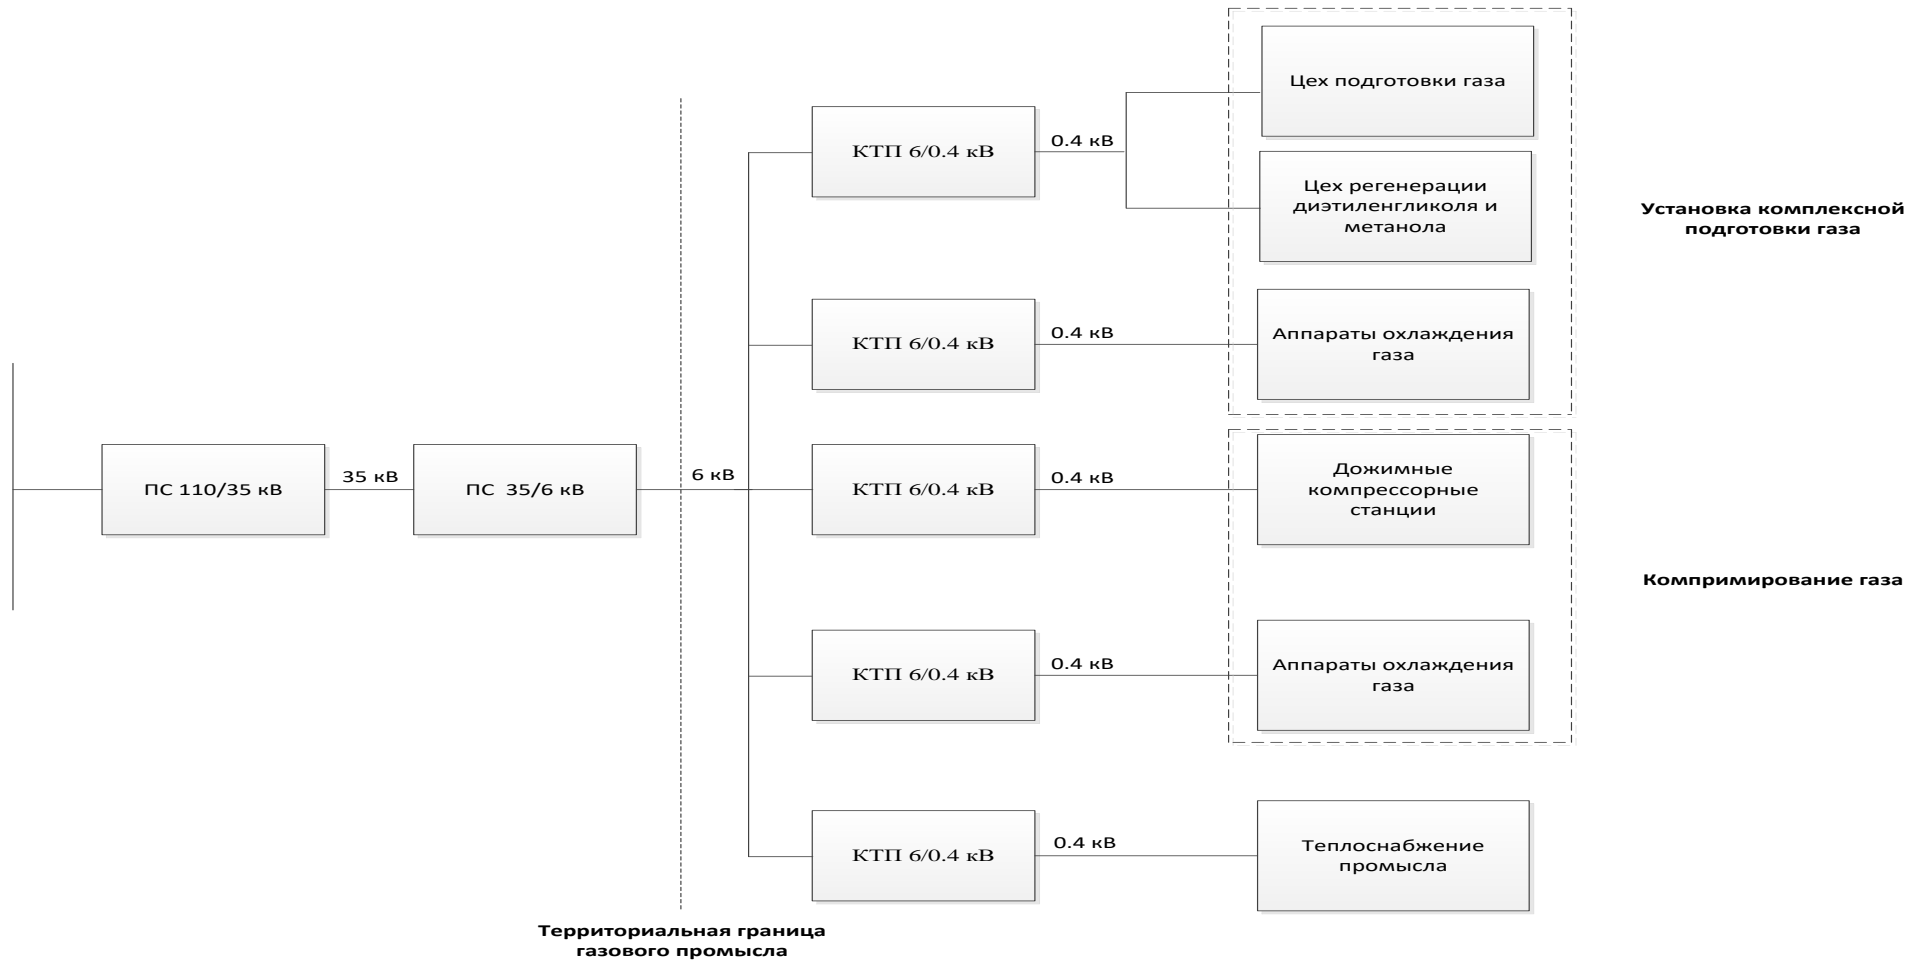 Цех подготовки газа
КТП 6/0.4 кВ
0.4 кВ
Цех регенерации
диэтиленгликоля и
метанола
Установка комплексной
подготовки газа
КТП 6/0.4 кВ
0.4 кВ
Аппараты охлаждения
газа
ПС 110/35 кВ
35 кВ
ПС 35/6 кВ
6 кВ
КТП 6/0.4 кВ
0.4 кВ
Дожимные
компрессорные
станции
Компримирование газа
КТП 6/0.4 кВ
0.4 кВ
Аппараты охлаждения
газа
КТП 6/0.4 кВ
0.4 кВ
Теплоснабжение
промысла
Территориальная граница
газового промысла